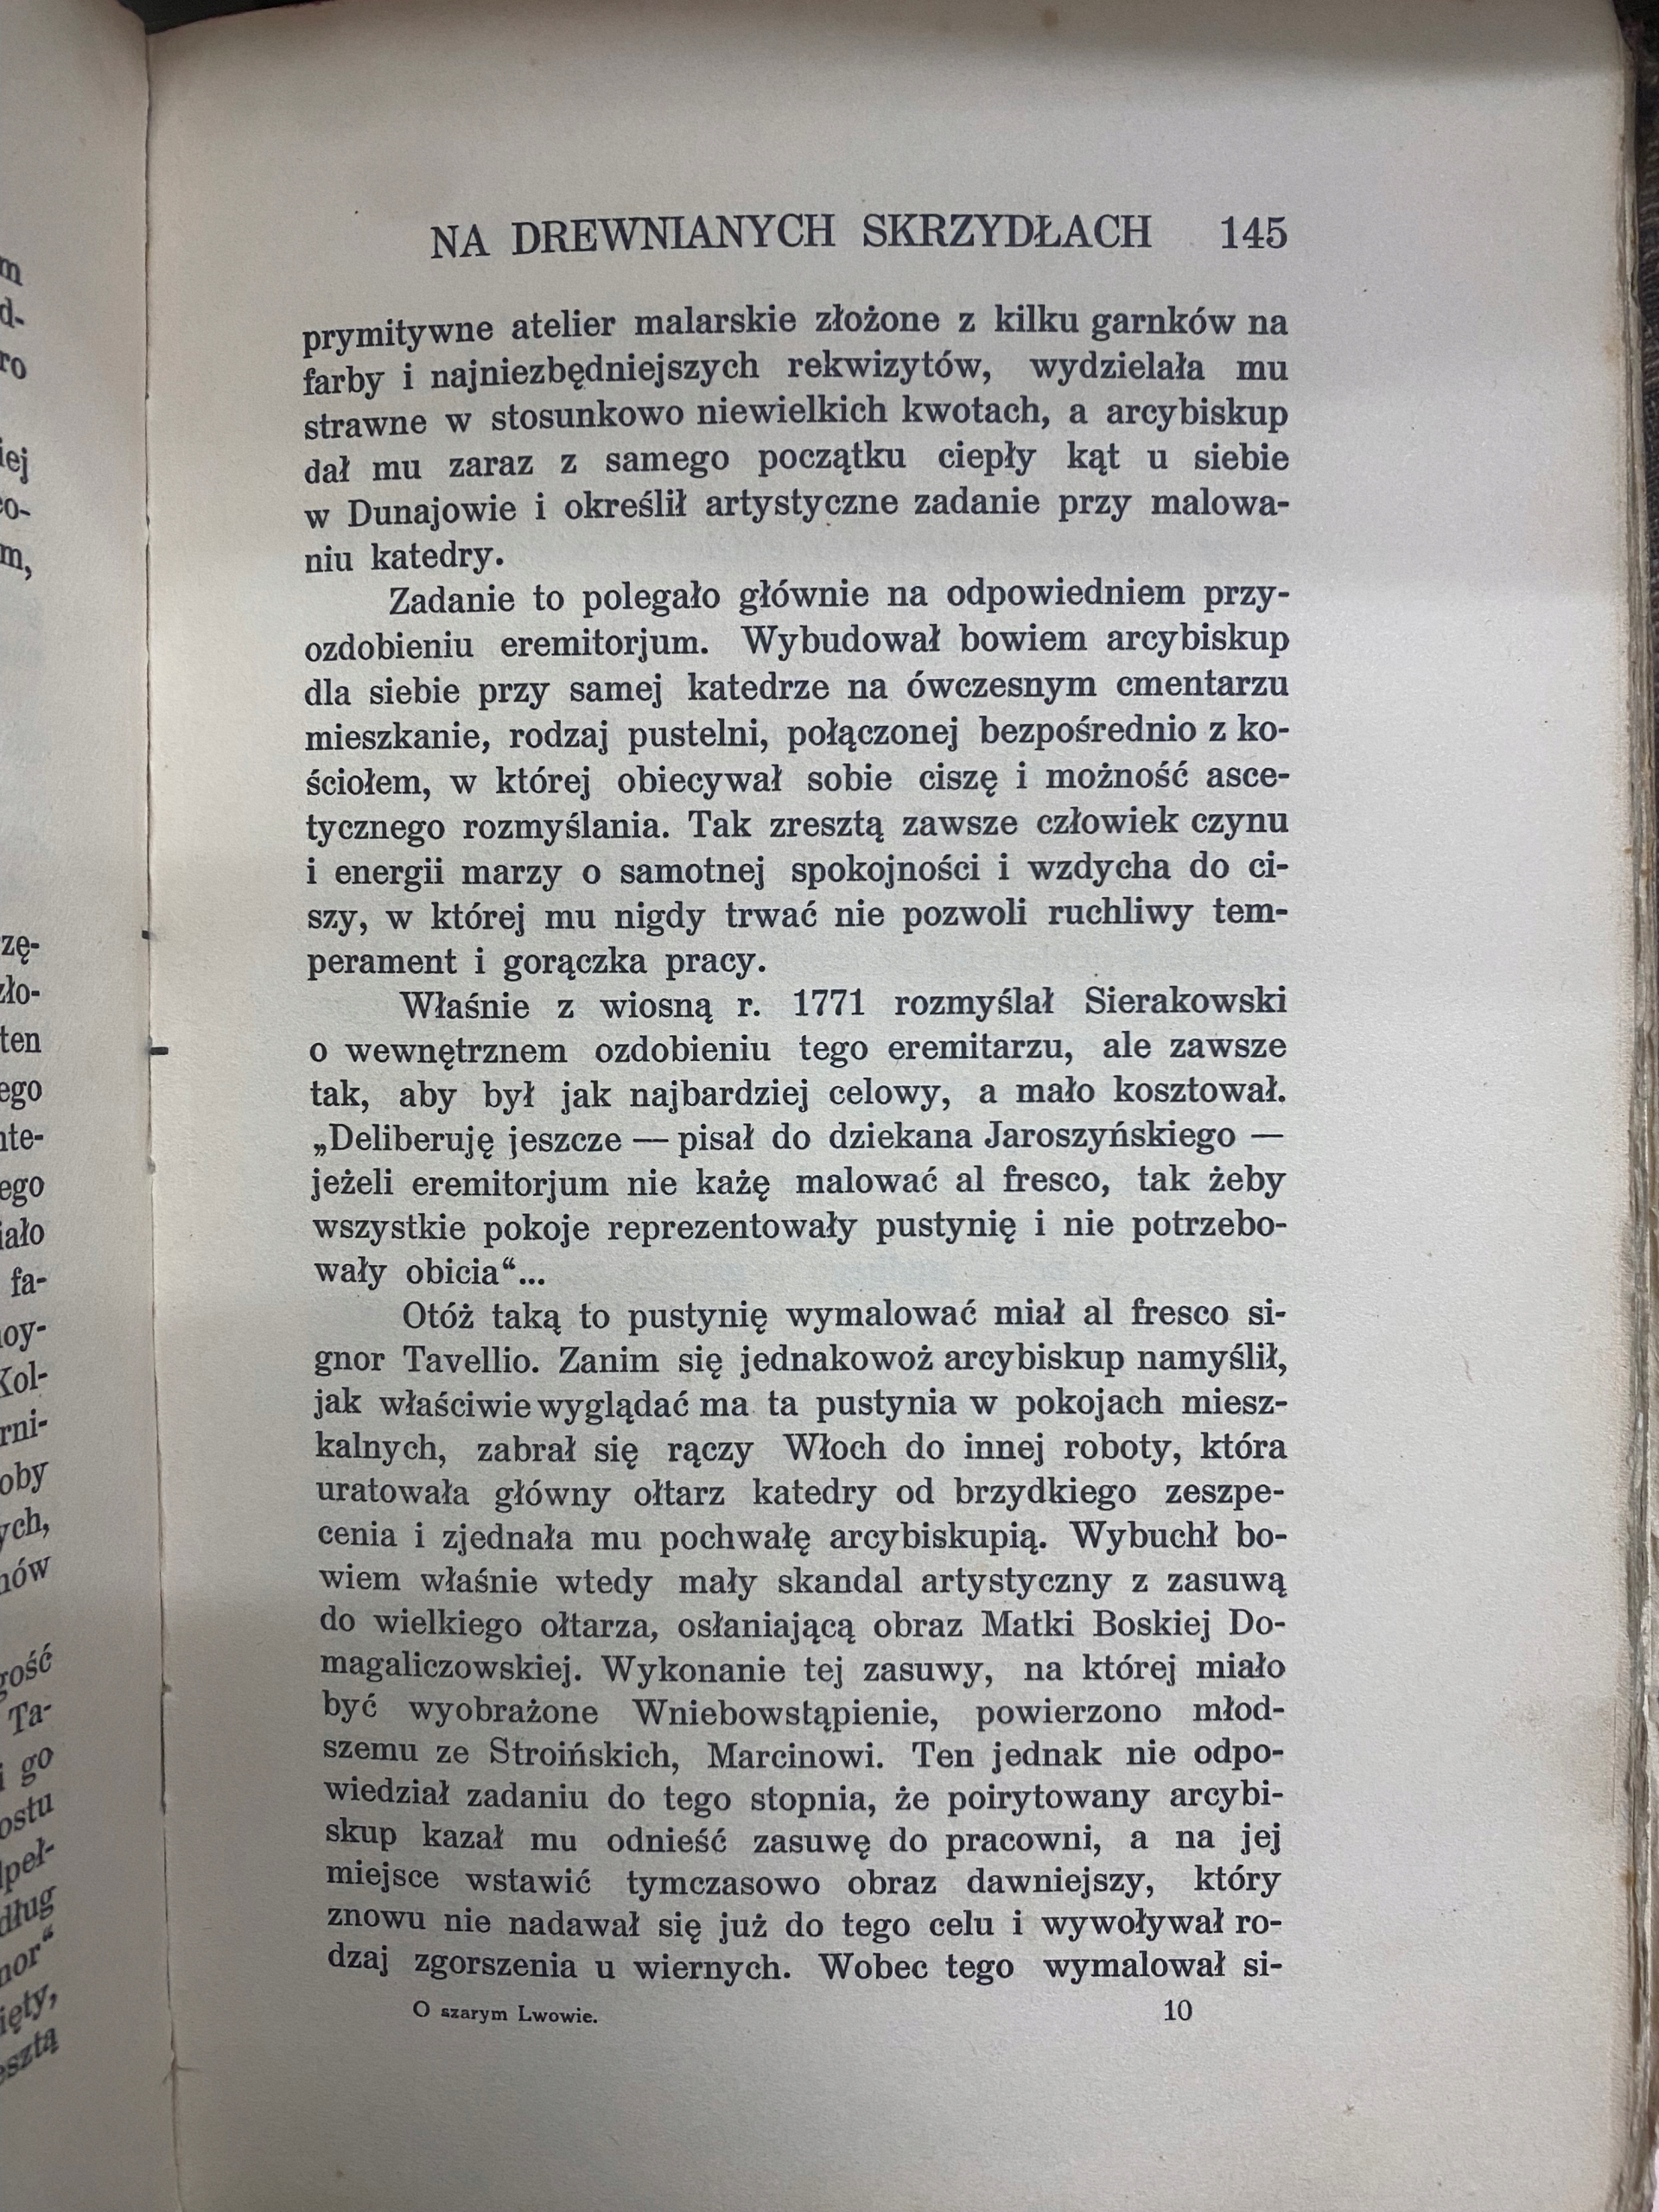 NA DREWNIANYCH SKRZYDŁACH 145
prymitywne atelier malarskie złożone z kilku garnków na
farby i najniezbędniejszych rekwizytów, wydzielała mu
strawne w stosunkowo niewielkich kwotach, a arcybiskup
dał mu zaraz z samego początku ciepły kąt u siebie
w Dunajowie i określił artystyczne zadanie przy malowa-
niu katedry.
Zadanie to polegało głównie na odpowiedniem przy-
ozdobieniu eremitorjum. Wybudował bowiem arcybiskup
dla siebie przy samej katedrze na ówczesnym cmentarzu
mieszkanie, rodzaj pustelni, połączonej bezpośrednio z ko-
ściołem, w której obiecywał sobie ciszę i możność asce-
tycznego rozmyślania. Tak zresztą zawsze człowiek czynu
i energii marzy o samotnej spokojności i wzdycha do ci-
szy, w której mu nigdy trwać nie pozwoli ruchliwy tem-
perament i gorączka pracy.
Właśnie z wiosną r. 1771 rozmyślał Sierakowski
o wewnętrznem ozdobieniu tego eremitarzu, ale zawsze
tak, aby był jak najbardziej celowy, a mało kosztował.
„Deliberuję jeszcze — pisał do dziekana Jaroszyńskiego —
jeżeli eremitorjum nie każę malować al fresco, tak żeby
wszystkie pokoje reprezentowały pustynię i nie potrzebo-
wały obicia“...
Otóż taką to pustynię wymalować miał al fresco si-
gnor Tavellio. Zanim się jednakowoż arcybiskup namyślił,
jak właściwie wyglądać ma ta pustynia w pokojach miesz-
kalnych, zabrał się rączy Włoch do innej roboty, która
uratowała główny ołtarz katedry od brzydkiego zeszpe-
cenia i zjednała mu pochwałę arcybiskupią. Wybuchł bo-
wiem właśnie wtedy mały skandal artystyczny z zasuwą
do wielkiego ołtarza, osłaniającą obraz Matki Boskiej Do-
magaliczowskiej. Wykonanie tej zasuwy, na której miało
być wyobrażone Wniebowstąpienie, powierzono młod-
szemu ze Stroińskich, Marcinowi. Ten jednak nie odpo-
wiedział zadaniu do tego stopnia, że poirytowany arcybi-
skup kazał mu odnieść zasuwę do pracowni, a na jej
miejsce wstawić tymczasowo obraz dawniejszy, który
znowu nie nadawał się już do tego celu i wywoływał ro-
dzaj zgorszenia u wiernych. Wobec tego wymalował si-
O szarym Lwowie. 10